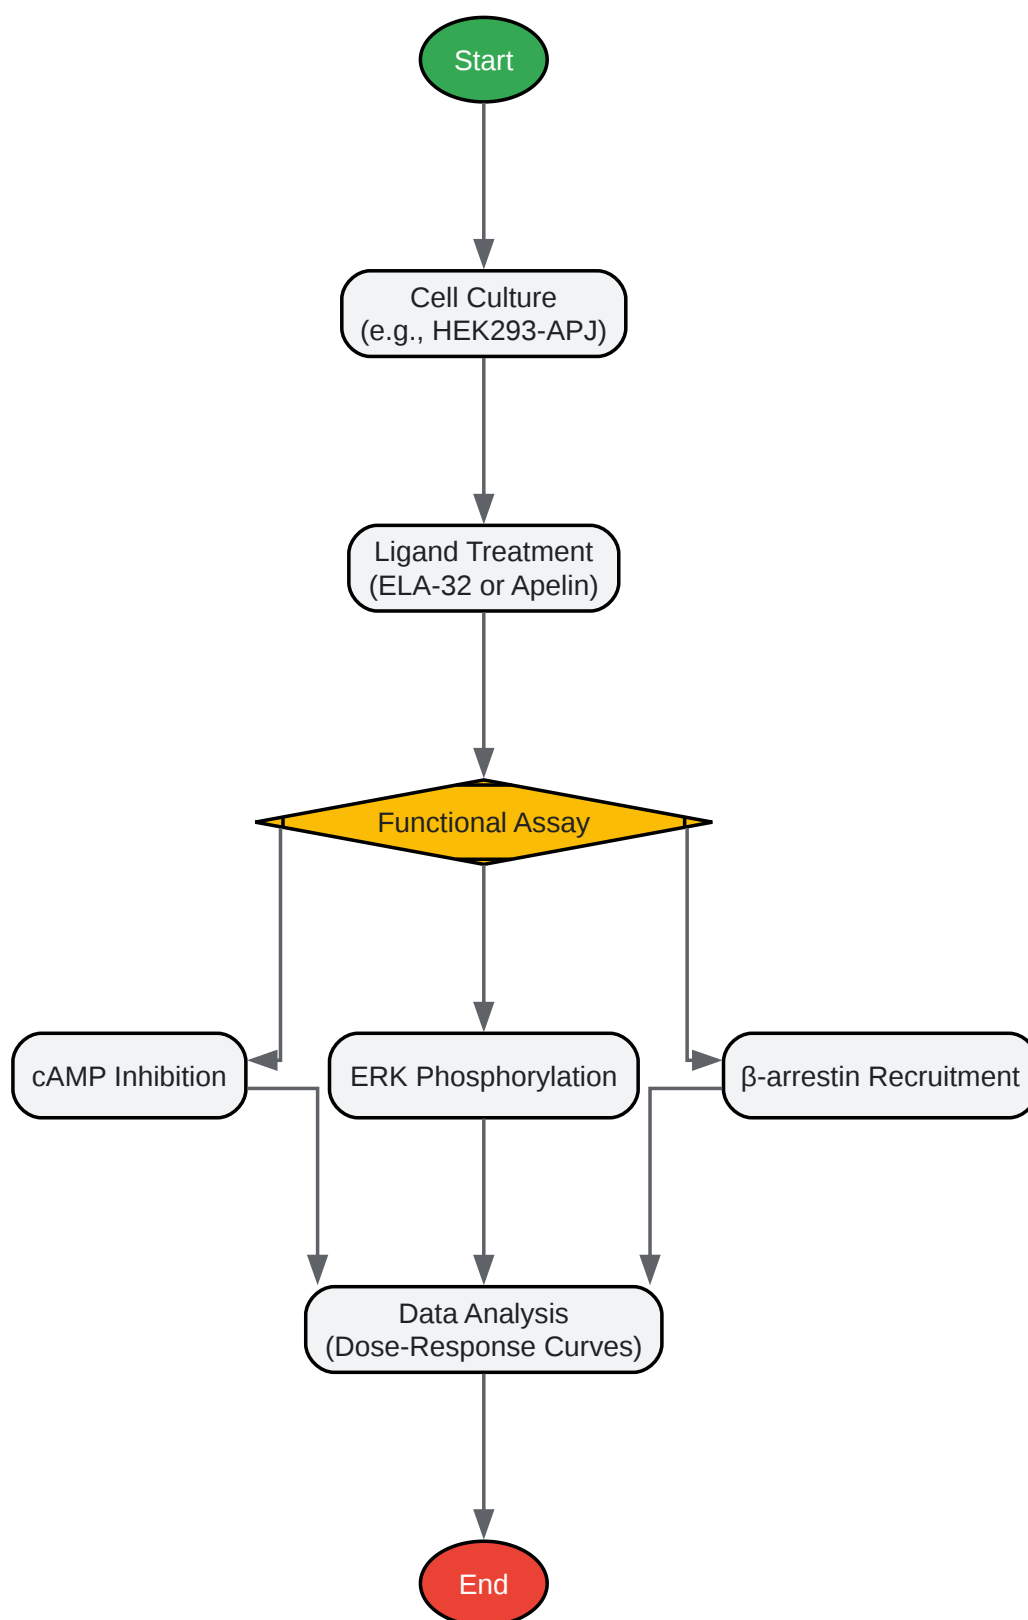 Start
Cell Culture
(e.g., HEK293-APJ)
Ligand Treatment
(ELA-32 or Apelin)
Functional Assay
cAMP Inhibition
ERK Phosphorylation
β-arrestin Recruitment
Data Analysis
(Dose-Response Curves)
End